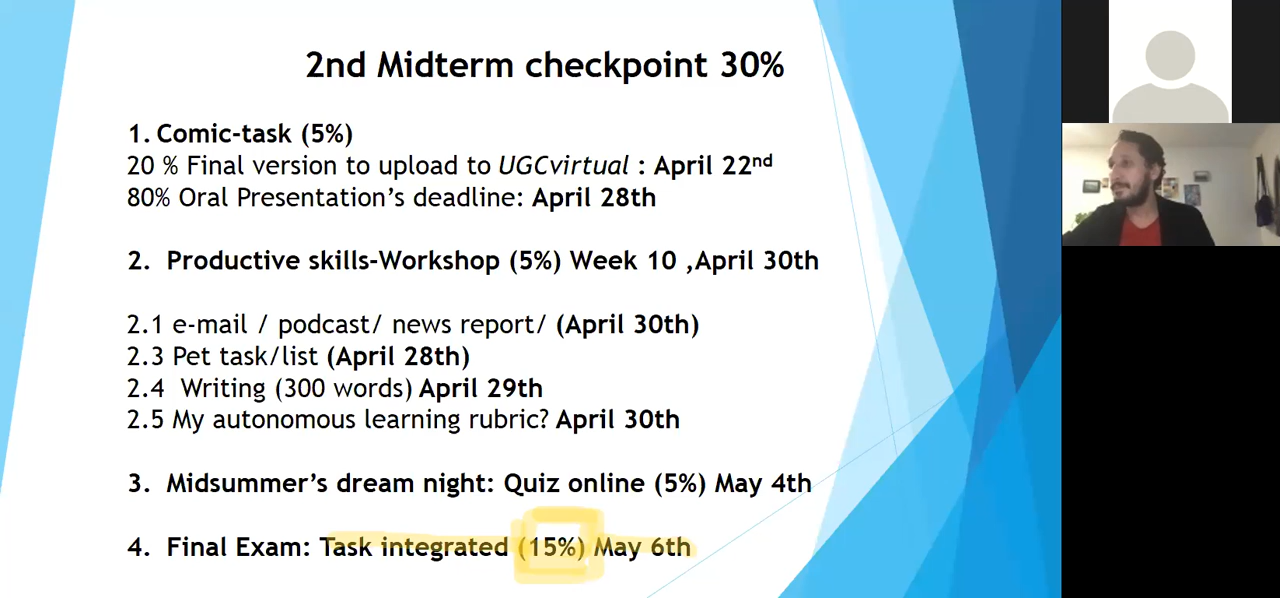 2nd Midterm checkpoint 30%
1. Comic-task (5%)
20 % Final version to upload to UGCvirtual : April 22nd
80% Oral Presentation's deadline: April 28th
2. Productive skills-Workshop (5%) Week 10 ,April 30th
2.1 e-mail / podcast/ news report/ (April 30th)
2.3 Pet task/list (April 28th)
2.4 Writing (300 words) April 29th
2.5 My autonomous learning rubric? April 30th
3. Midsummer's dream night: Quiz online (5%) May 4th
4. Final Exam: Task integrated (15%) May 6th